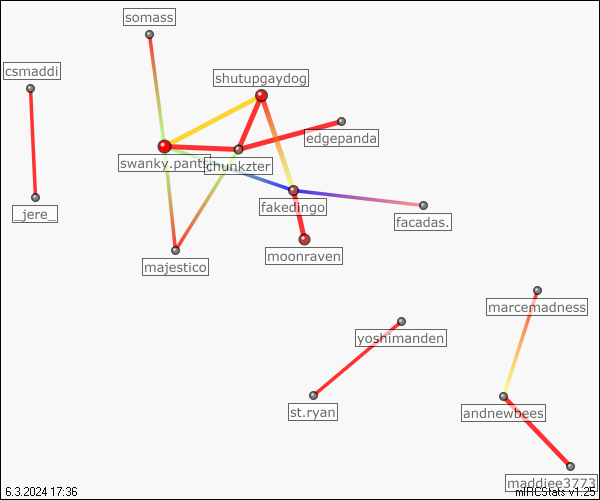 somass
csmaddi
shutupgaydog
edgepanda
swanky.pants
chunkzter
_jere_
fakedingo
facadas.
moonraven
majestico
marcemadness
yoshimanden
st.ryan
andnewbees
maddiee3773
6.3.2024 17:36
mIRCStats v1.25